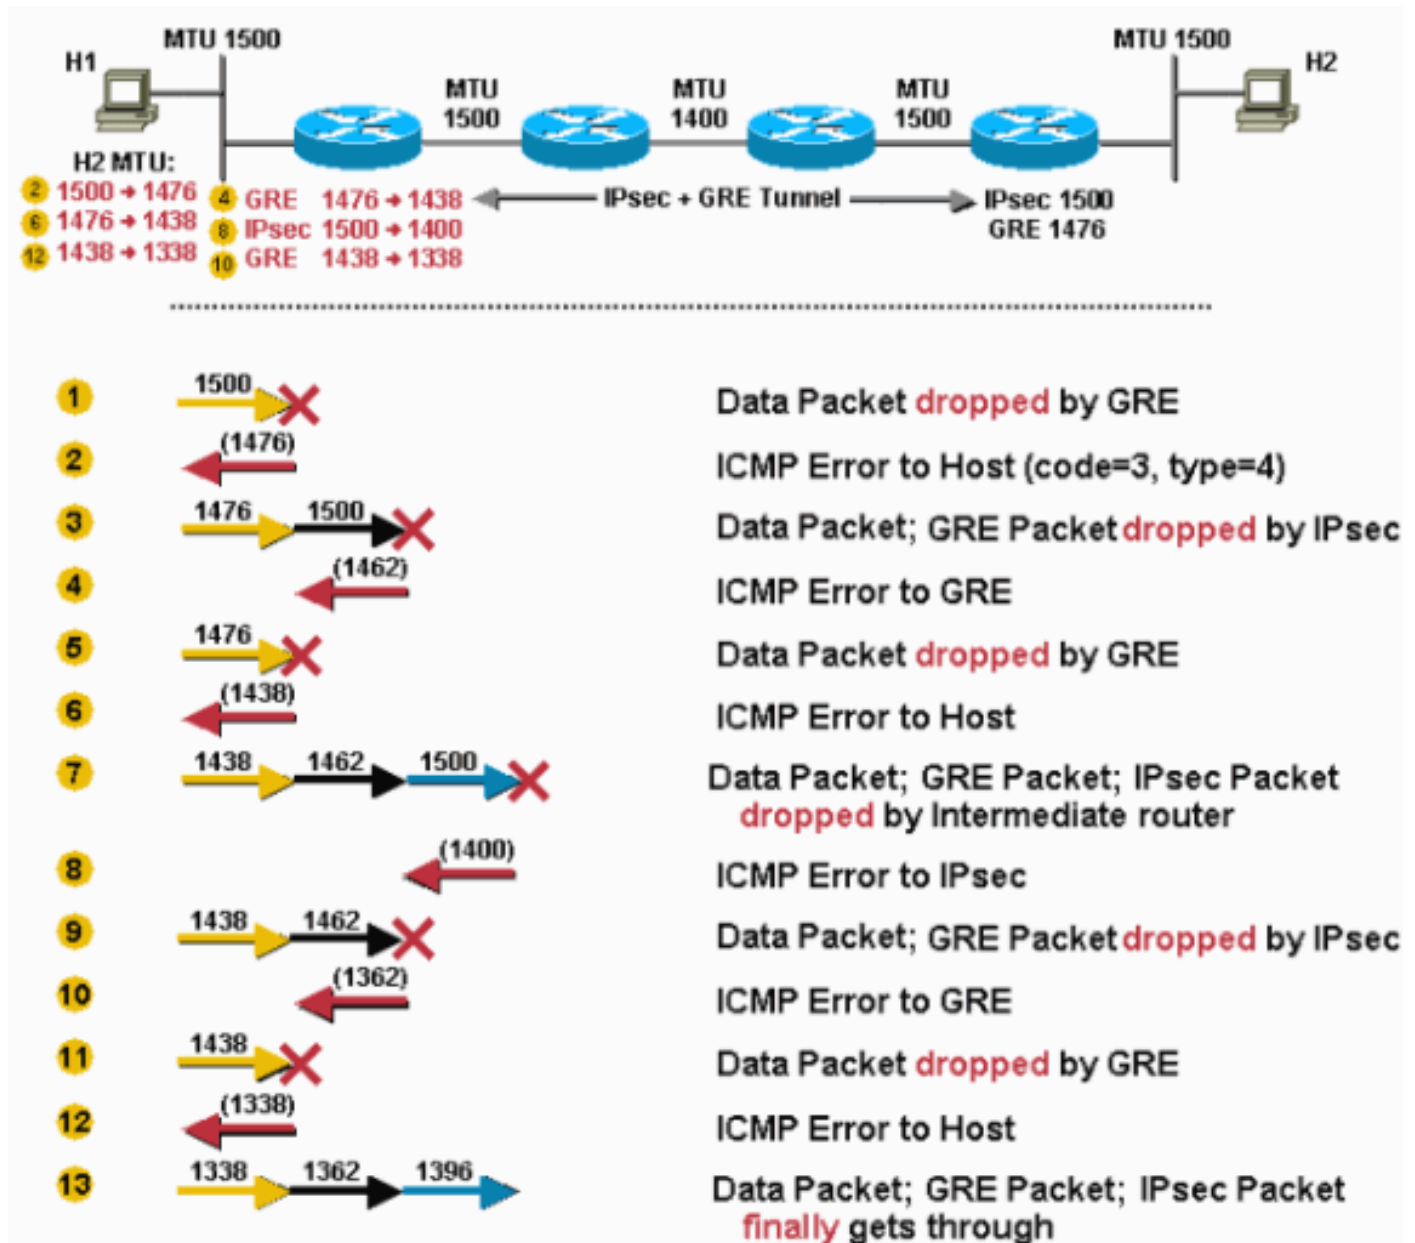 MTU 1500
MTU 1500
H1
H2
MTU
1500
MTU
1400
MTU
1500
H2 MTU:
2 1500 → 1476
6 1476 → 1438
12 1438 → 1338
4 GRE 1476 → 1438
8 IPsec 1500 → 1400
10 GRE 1438 → 1338
IPsec + GRE Tunnel
IPsec 1500
GRE 1476
1 1500 Data Packet dropped by GRE
2 (1476) ICMP Error to Host (code=3, type=4)
3 1476 1500 Data Packet; GRE Packet dropped by IPsec
4 (1462) ICMP Error to GRE
5 1476 Data Packet dropped by GRE
6 (1438) ICMP Error to Host
7 1438 1462 1500 Data Packet; GRE Packet; IPsec Packet
dropped by Intermediate router
8 (1400) ICMP Error to IPsec
9 1438 1462 Data Packet; GRE Packet dropped by IPsec
10 (1362) ICMP Error to GRE
11 1438 Data Packet dropped by GRE
12 (1338) ICMP Error to Host
13 1338 1362 1396 Data Packet; GRE Packet; IPsec Packet
finally gets through